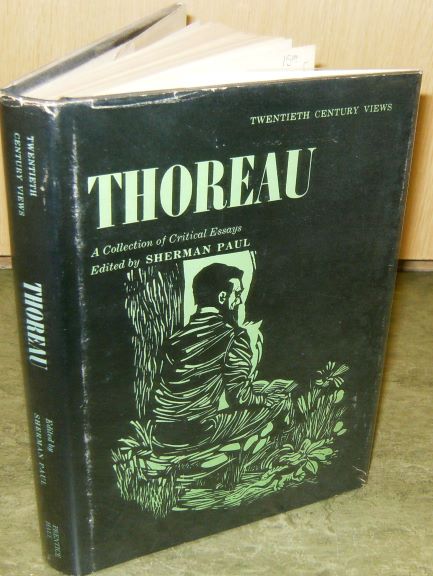 TWENTIETH CENTURY VIEWS
THOREAU
A Collection of Critical Essays
Edited by SHERMAN PAUL
TWENTIETH
CENTURY VIEWS
THOREAU
Edited by
SHERMAN PAUL
PRENTICE
HALL